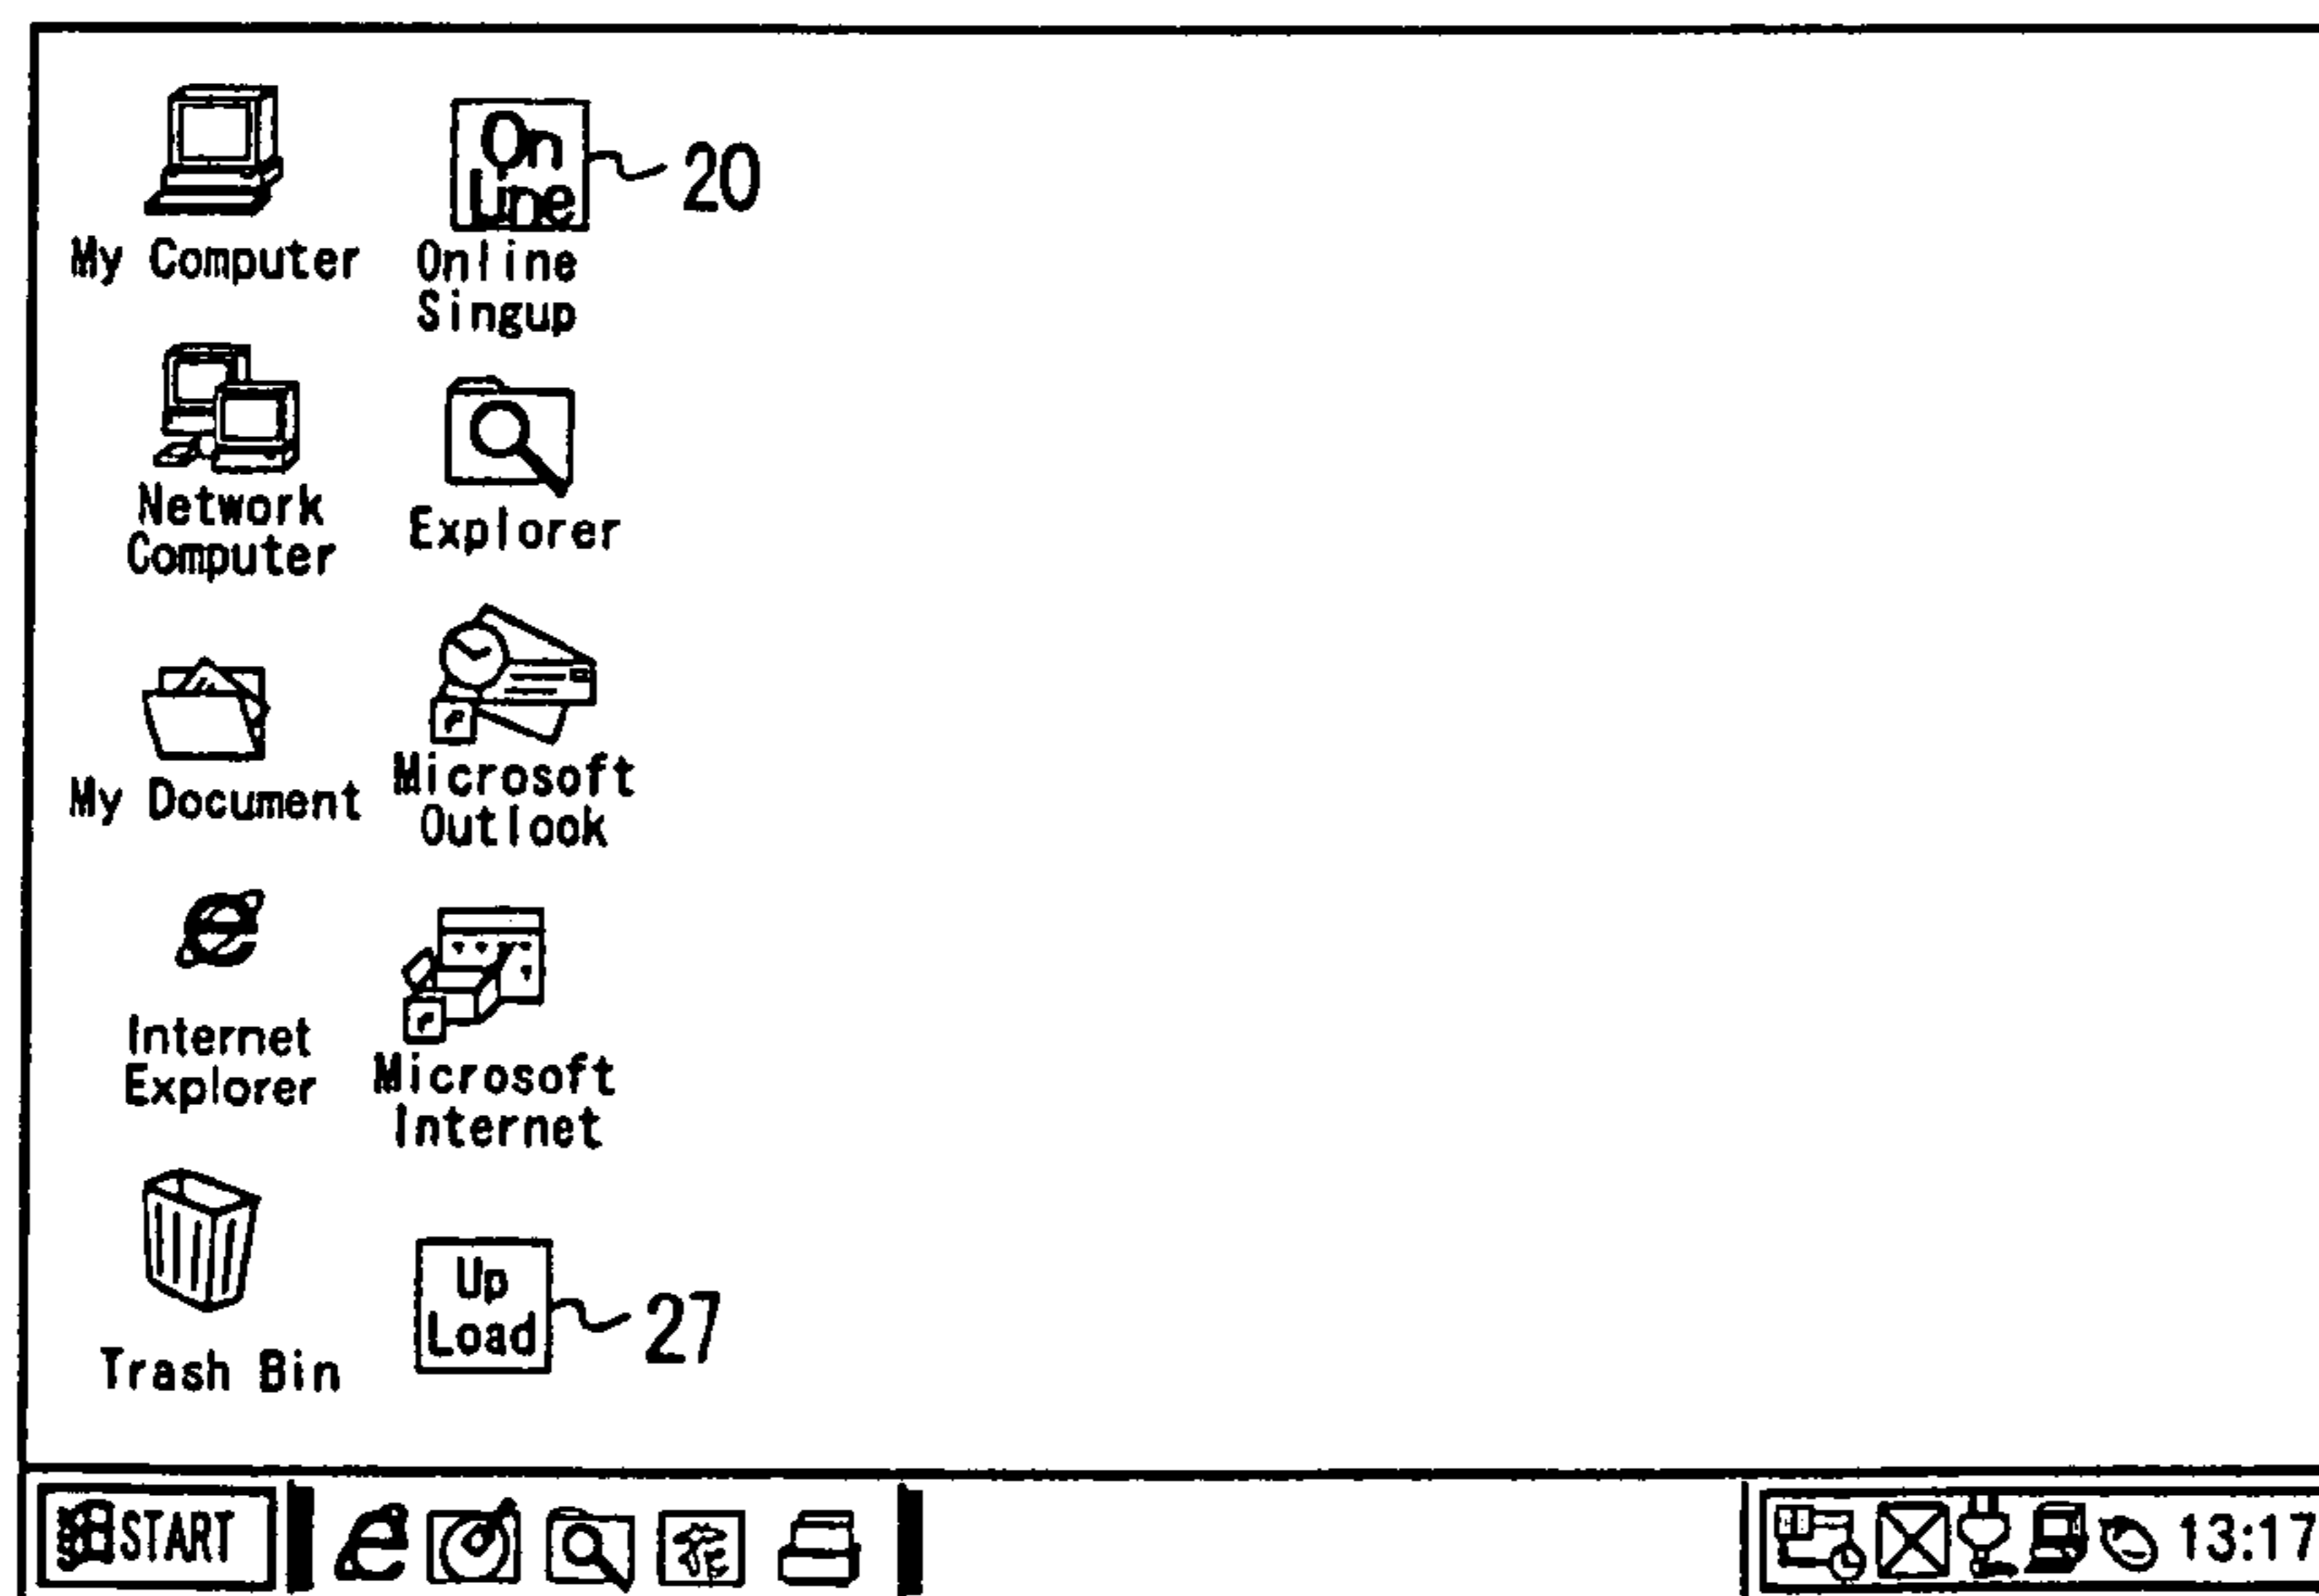 On
Line
20
My Computer
Online
Singup
Network
Computer
Explorer
My Document
Microsoft
Outlook
Internet
Explorer
Microsoft
Internet
Up
Load
27
Trash Bin
START
13:17